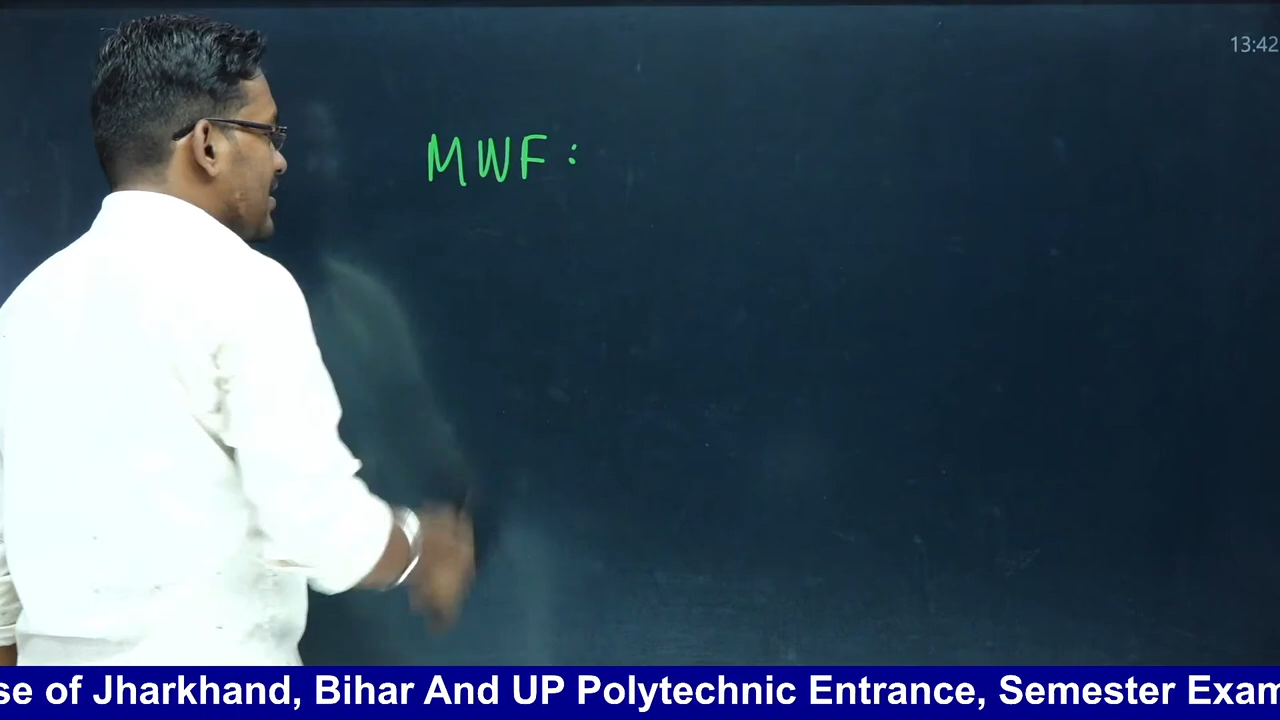 13:42
MWF:
se of Jharkhand, Bihar And UP Polytechnic Entrance, Semester Exam